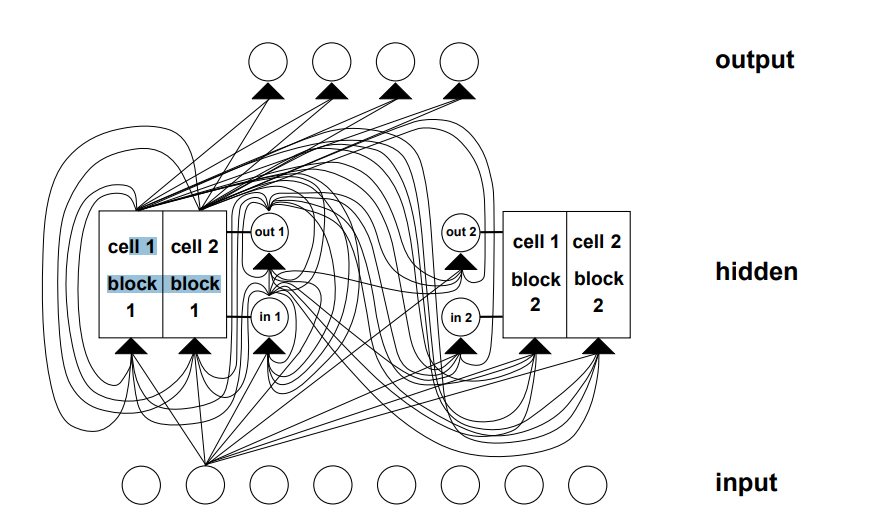 output
out 1
out 2
cell 1
block
1
cell 2
block
1
cell 1
block
2
cell 2
block
2
hidden
in 1
in 2
input